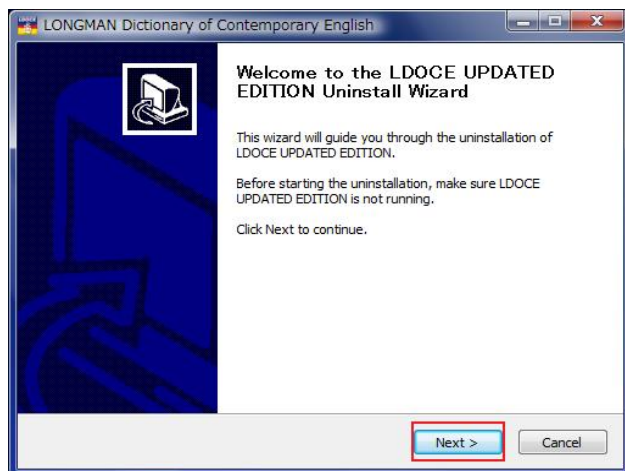 LONGMAN Dictionary of Contemporary English
Welcome to the LDOCE UPDATED
EDITION Uninstall Wizard
This wizard will guide you through the uninstallation of
LDOCE UPDATED EDITION.
Before starting the uninstallation, make sure LDOCE
UPDATED EDITION is not running.
Click Next to continue.
Next >
Cancel